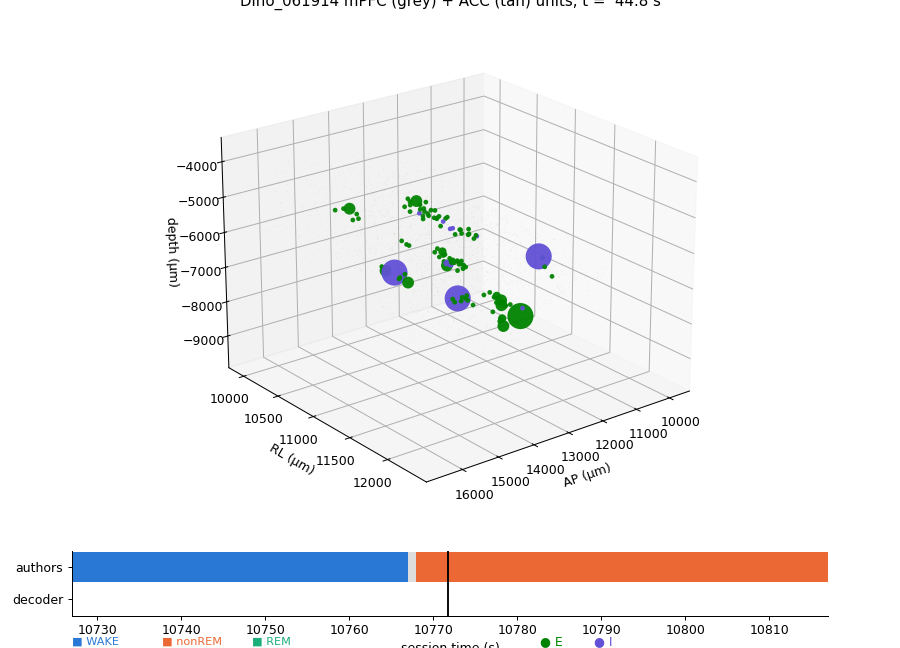 Dino_061914 mPFC (grey) + ACC (tan) units, t = 44.8 s
−4000
−5000
−6000
−7000
−8000
−9000
depth (μm)
10000
10500
11000
11500
12000
RL (μm)
16000
15000
14000
13000
12000
11000
10000
AP (μm)
authors
decoder
10730 10740 10750 10760 10770 10780 10790 10800 10810
session time (s)
WAKE nonREM REM E I